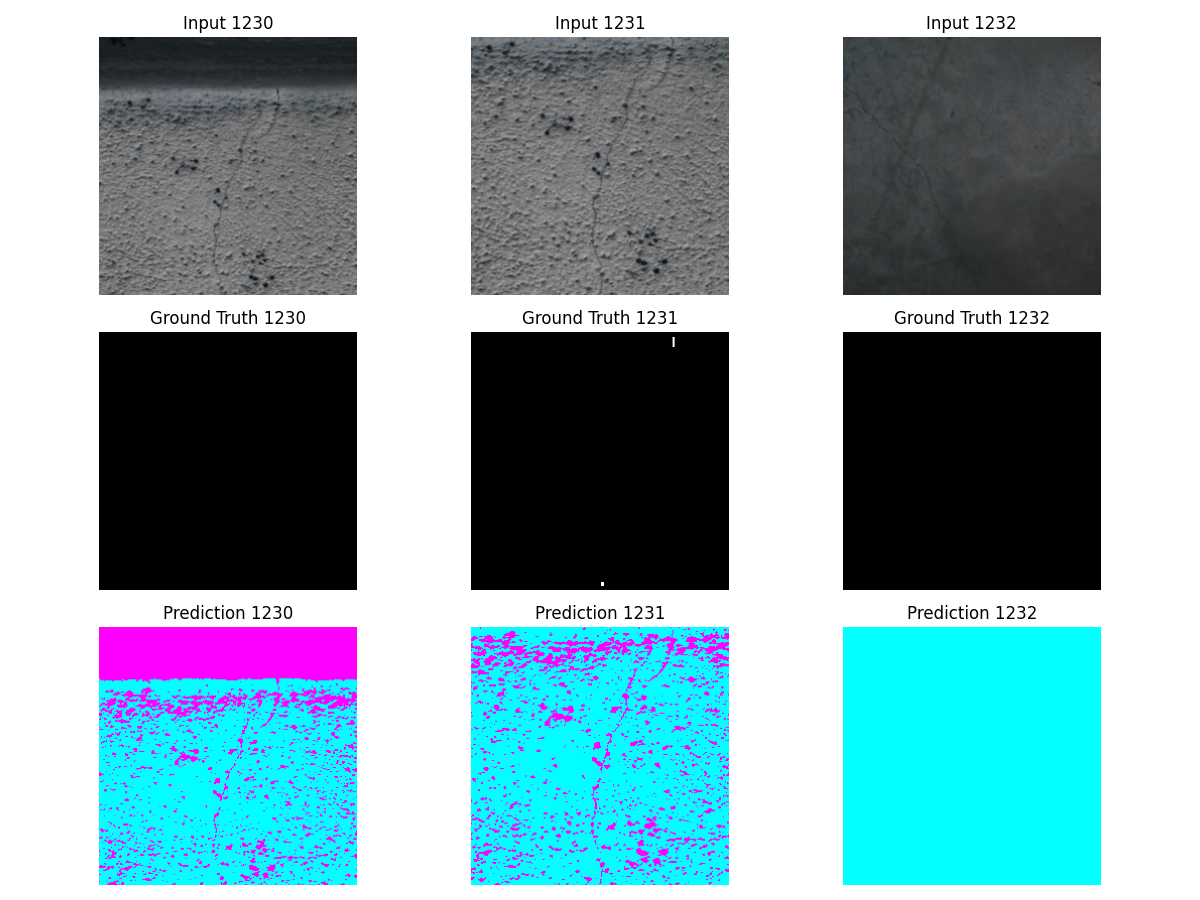 Input 1230
Input 1231
Input 1232
Ground Truth 1230
Ground Truth 1231
Ground Truth 1232
Prediction 1230
Prediction 1231
Prediction 1232